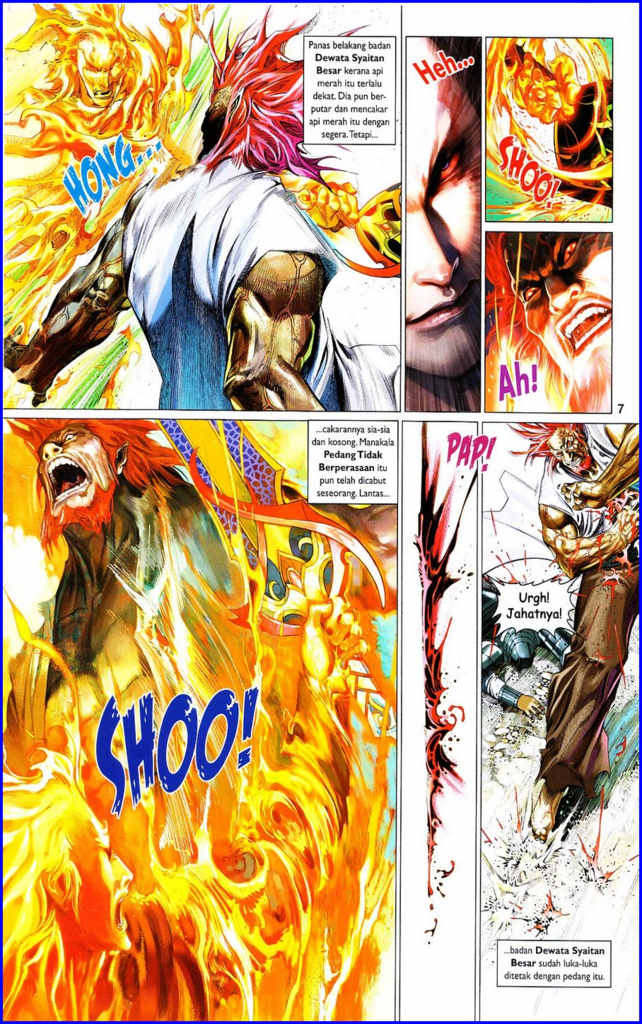 Panas belakang badan
Dewata Syaitan
Besar kerana api
merah itu terlalu
dekat. Dia pun ber-
putar dan mencakar
api merah itu dengan
segera. Tetapi...
HONG...
Heh...
SHOO!
Ah!
7
...cakarannya sia-sia
dan kosong. Manakala
Pedang Tidak
Berperasaan itu
pun telah dicabut
seseorang. Lantas...
SHOO!
PAP!
Urgh!
Jahatnya!
...badan Dewata Syaitan
Besar sudah luka-luka
ditetak dengan pedang itu.